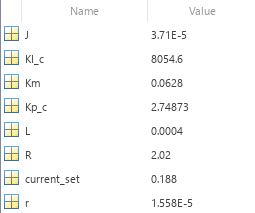 Name Value
J 3.71E-5
Kl_c 8054.6
Km 0.0628
Kp_c 2.74873
L 0.0004
R 2.02
current_set 0.188
r 1.558E-5